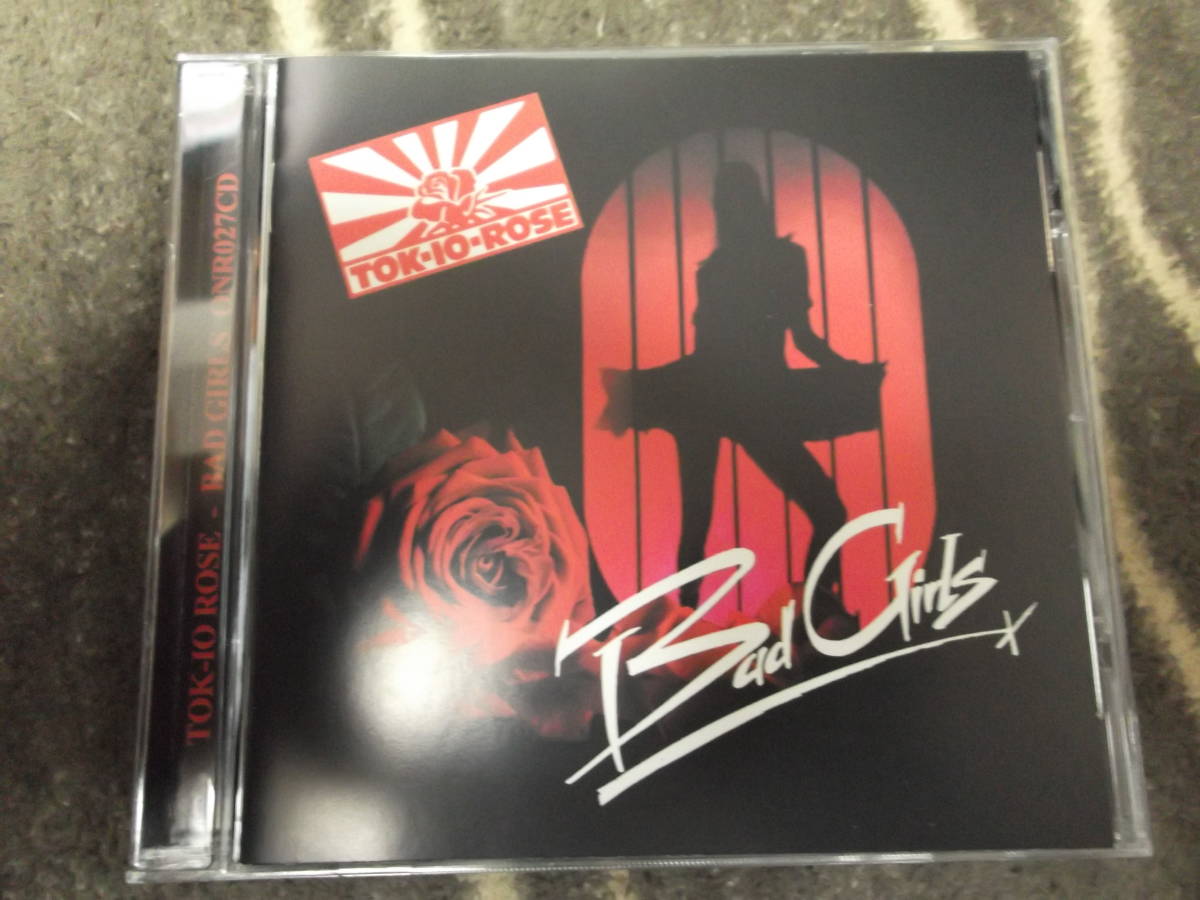 TOK-IO-ROSE
Bad Girls x
TOK-IO ROSE - BAD GIRLS ONR027CD